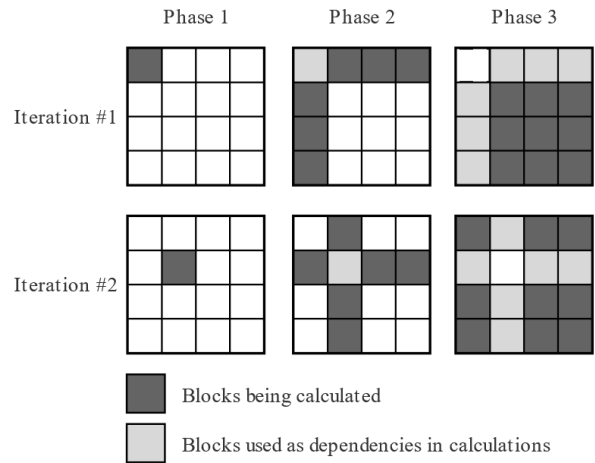 Phase 1
Phase 2
Phase 3
Iteration #1
Iteration #2
Blocks being calculated
Blocks used as dependencies in calculations